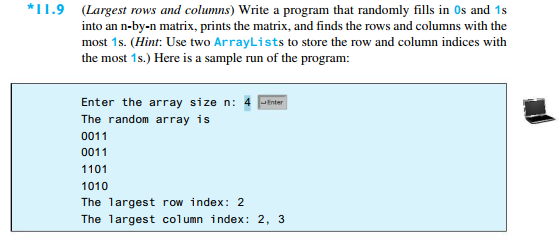 *11.9 (Largest rows and columns) Write a program that randomly fills in 0s and 1s
into an n-by-n matrix, prints the matrix, and finds the rows and columns with the
most 1s. (Hint: Use two ArrayLists to store the row and column indices with
the most 1s.) Here is a sample run of the program:
Enter the array size n: 4 ↵Enter
The random array is
0011
0011
1101
1010
The largest row index: 2
The largest column index: 2, 3